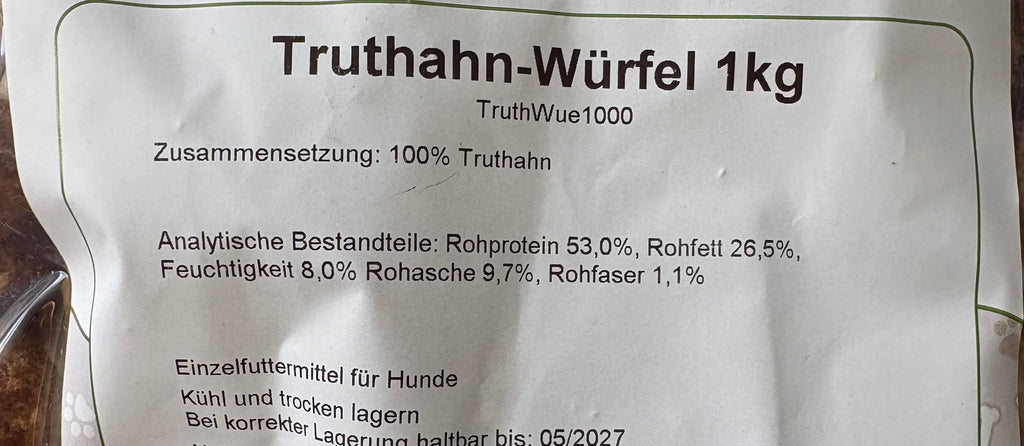 Truthahn-Würfel 1kg
TruthWue1000
Zusammensetzung: 100% Truthahn
Analytische Bestandteile: Rohprotein 53,0%, Rohfett 26,5%,
Feuchtigkeit 8,0% Rohasche 9,7%, Rohfaser 1,1%
Einzelfuttermittel für Hunde
Kühl und trocken lagern
Bei korrekter Lagerung haltbar bis: 05/2027